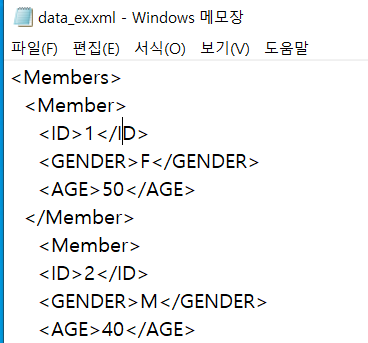 data_ex.xml - Windows 메모장
파일(F) 편집(E) 서식(O) 보기(V) 도움말
<Members>
<Member>
<ID>1</ID>
<GENDER>F</GENDER>
<AGE>50</AGE>
</Member>
<Member>
<ID>2</ID>
<GENDER>M</GENDER>
<AGE>40</AGE>